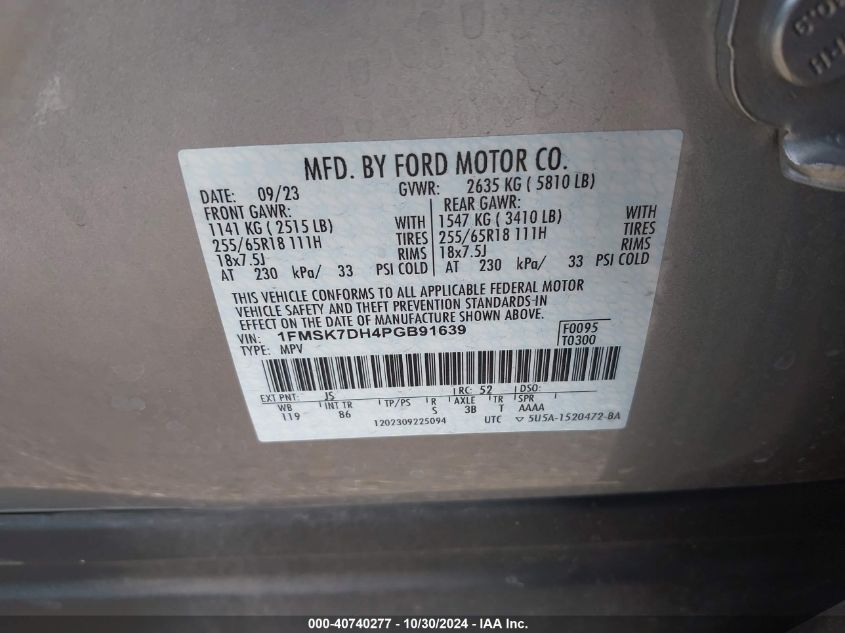 MFD. BY FORD MOTOR CO.
DATE: 09/23 GVWR: 2635 KG ( 5810 LB)
FRONT GAWR: REAR GAWR:
1141 KG ( 2515 LB) WITH 1547 KG ( 3410 LB) WITH
255/65R18 111H TIRES 255/65R18 111H TIRES
18x7.5J RIMS 18x7.5J RIMS
AT 230 kPa/ 33 PSI COLD AT 230 kPa/ 33 PSI COLD
THIS VEHICLE CONFORMS TO ALL APPLICABLE FEDERAL MOTOR
VEHICLE SAFETY AND THEFT PREVENTION STANDARDS IN
EFFECT ON THE DATE OF MANUFACTURE SHOWN ABOVE.
VIN: 1FMSK7DH4PGB91639 F0095
TYPE: MPV T0300
EXT PNT: JS RC: 52 DSO:
WB INT TR TP/PS R AXLE TR SPR
119 B6 S 3B T AAAA
1202309225094 UTC ▽ 5U5A-1520472-BA
000-40740277 - 10/30/2024 - IAA Inc.